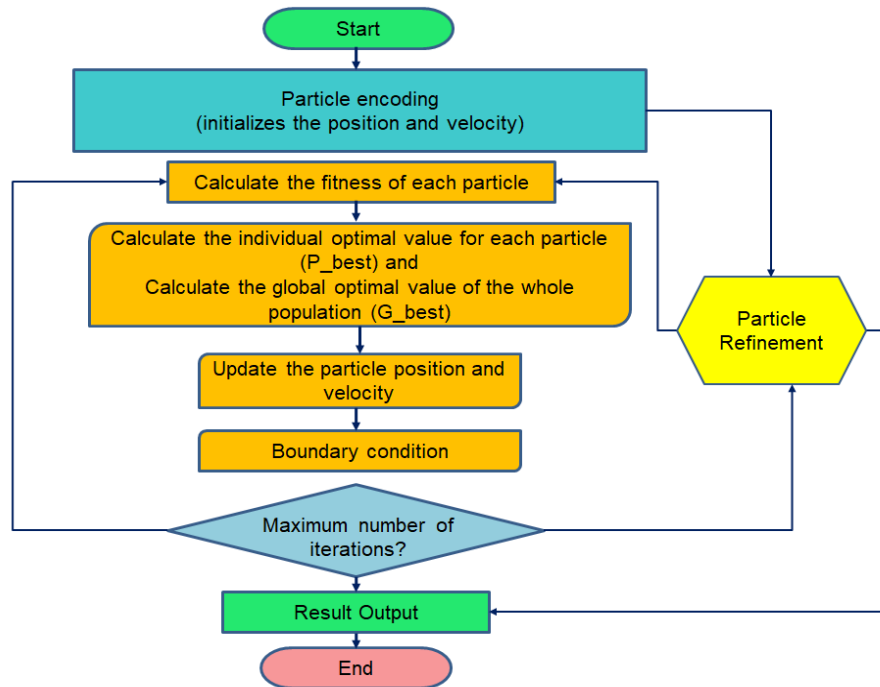 Start
Particle encoding
(initializes the position and velocity)
Calculate the fitness of each particle
Calculate the individual optimal value for each particle
(P_best) and
Calculate the global optimal value of the whole
population (G_best)
Particle
Refinement
Update the particle position and
velocity
Boundary condition
Maximum number of
iterations?
Result Output
End